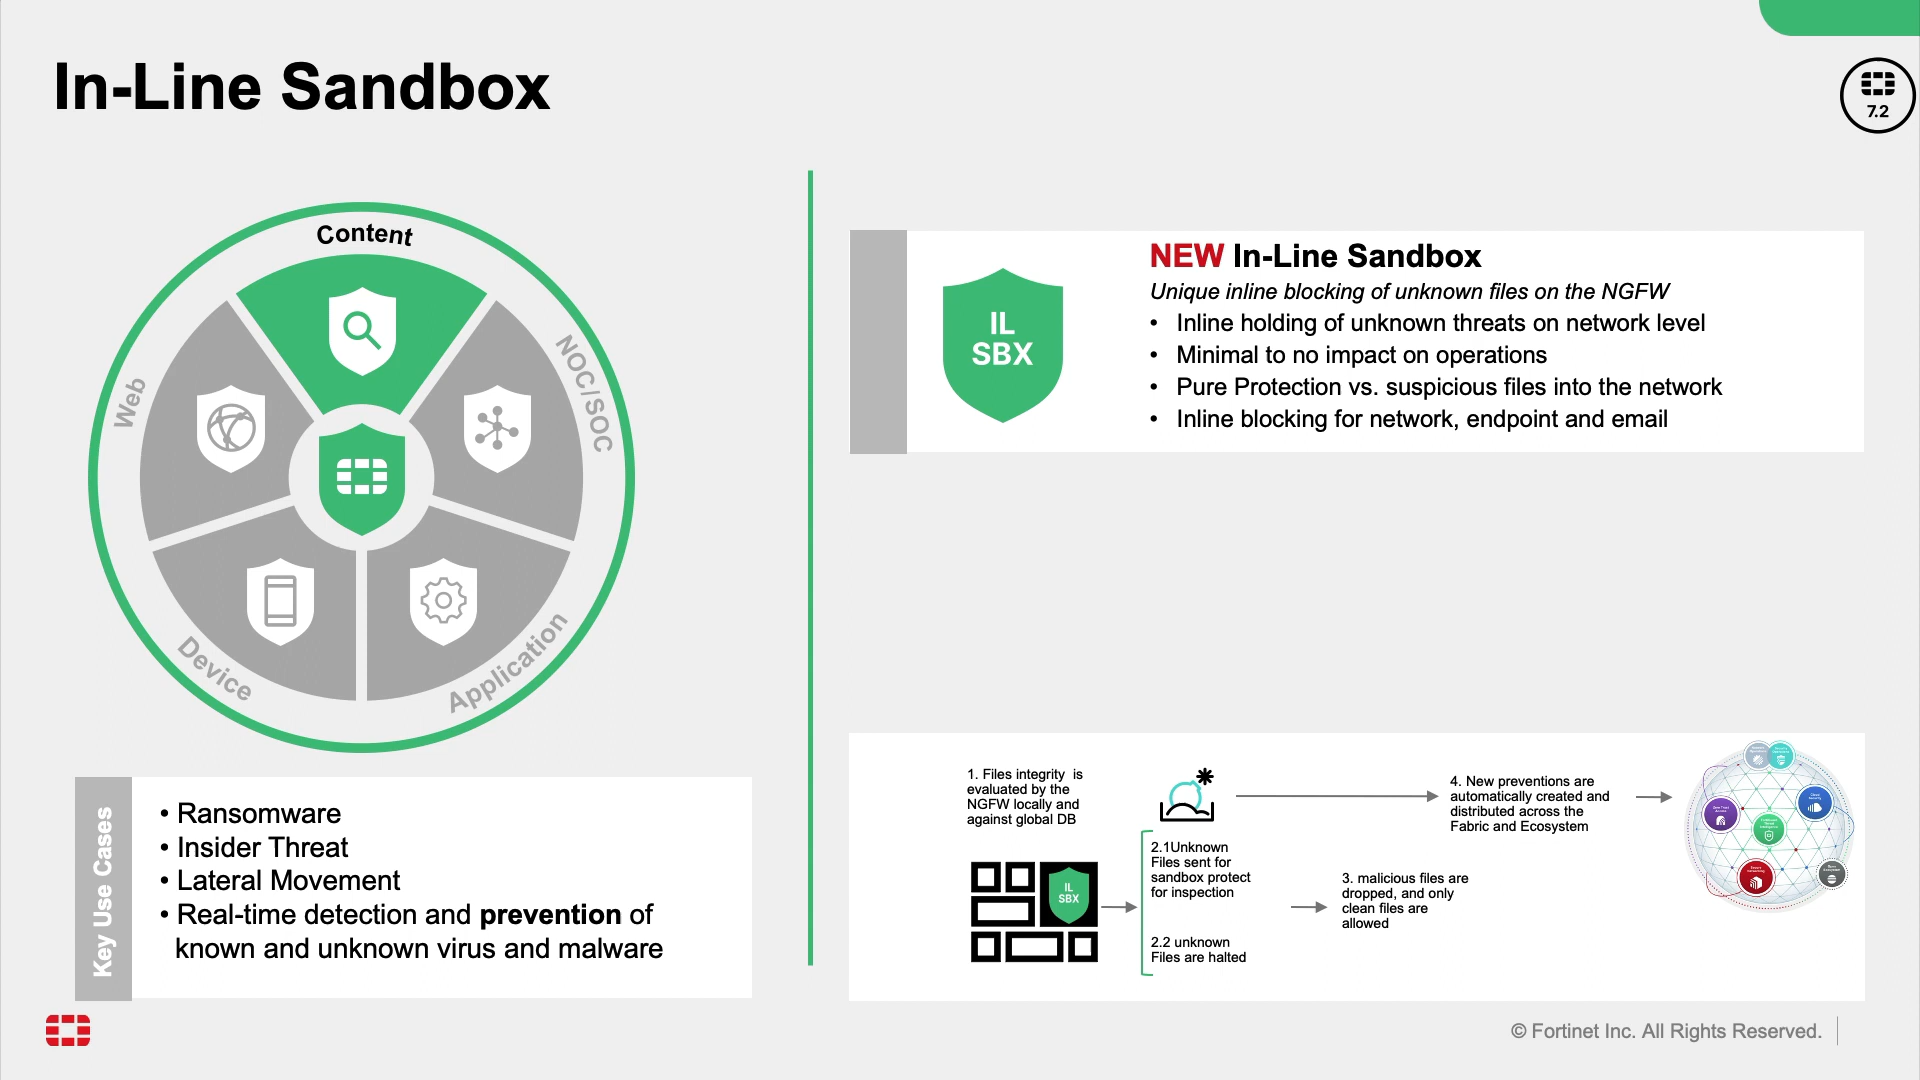 In-Line Sandbox
7.2
Content
Web
NOC/SOC
Device
Application
Key Use Cases
• Ransomware
• Insider Threat
• Lateral Movement
• Real-time detection and prevention of
known and unknown virus and malware
IL
SBX
NEW In-Line Sandbox
Unique inline blocking of unknown files on the NGFW
• Inline holding of unknown threats on network level
• Minimal to no impact on operations
• Pure Protection vs. suspicious files into the network
• Inline blocking for network, endpoint and email
1. Files integrity is
evaluated by the
NGFW locally and
against global DB
IL
SBX
2.1Unknown
Files sent for
sandbox protect
for inspection
2.2 unknown
Files are halted
3. malicious files are
dropped, and only
clean files are
allowed
4. New preventions are
automatically created and
distributed across the
Fabric and Ecosystem
© Fortinet Inc. All Rights Reserved.